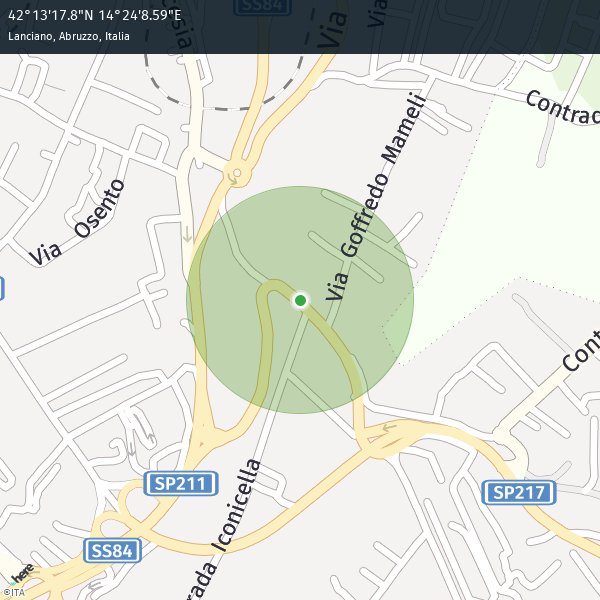 42°13'17.8"N 14°24'8.59"E
Lanciano, Abruzzo, Italia
SS84
Via
Via
Contrad
Via Goffredo Mameli
Via Osento
Cont
SP211
SP217
SS84
rada Iconicella
here
©ITA